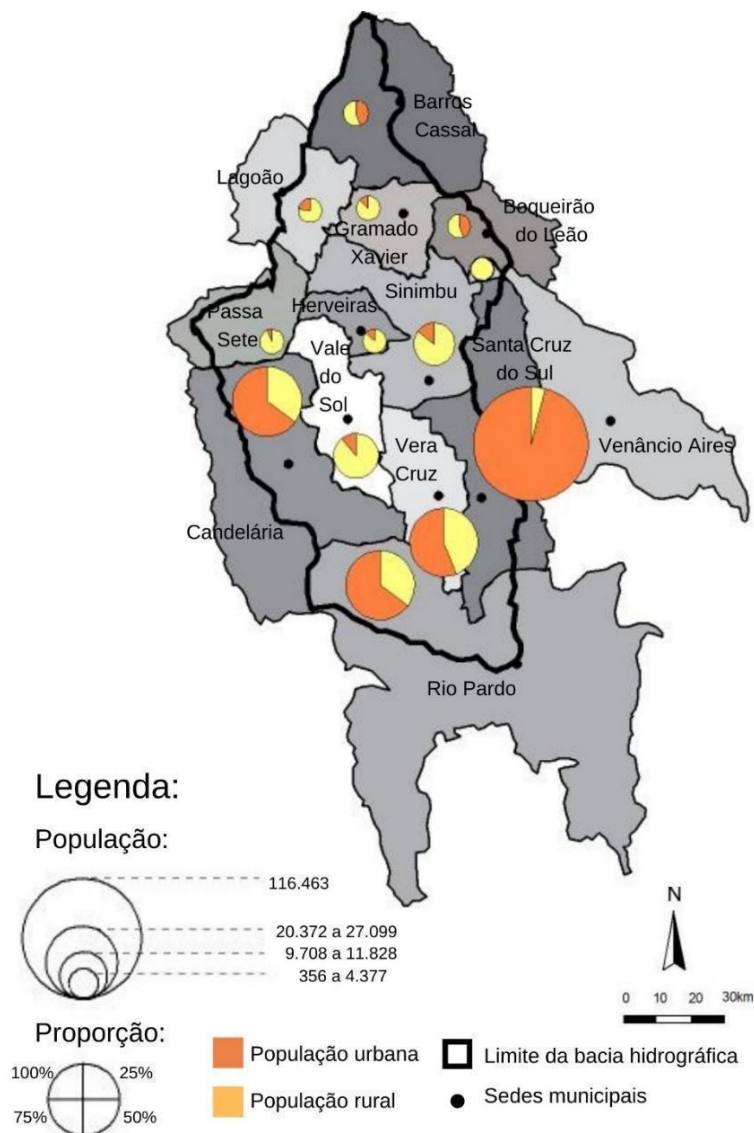 Barros
Cassal
Lagoão
Boqueirão
do Leão
Gramado
Xavier
Sinimbu
Passa
Sete
Herveiras
Vale
do
Sol
Santa Cruz
do Sul
Vera
Cruz
Venâncio Aires
Candelária
Rio Pardo
Legenda:
População:
116.463
20.372 a 27.099
9.708 a 11.828
356 a 4.377
N
0 10 20 30km
Proporção:
100% 25%
75% 50%
População urbana
População rural
Limite da bacia hidrográfica
Sedes municipais